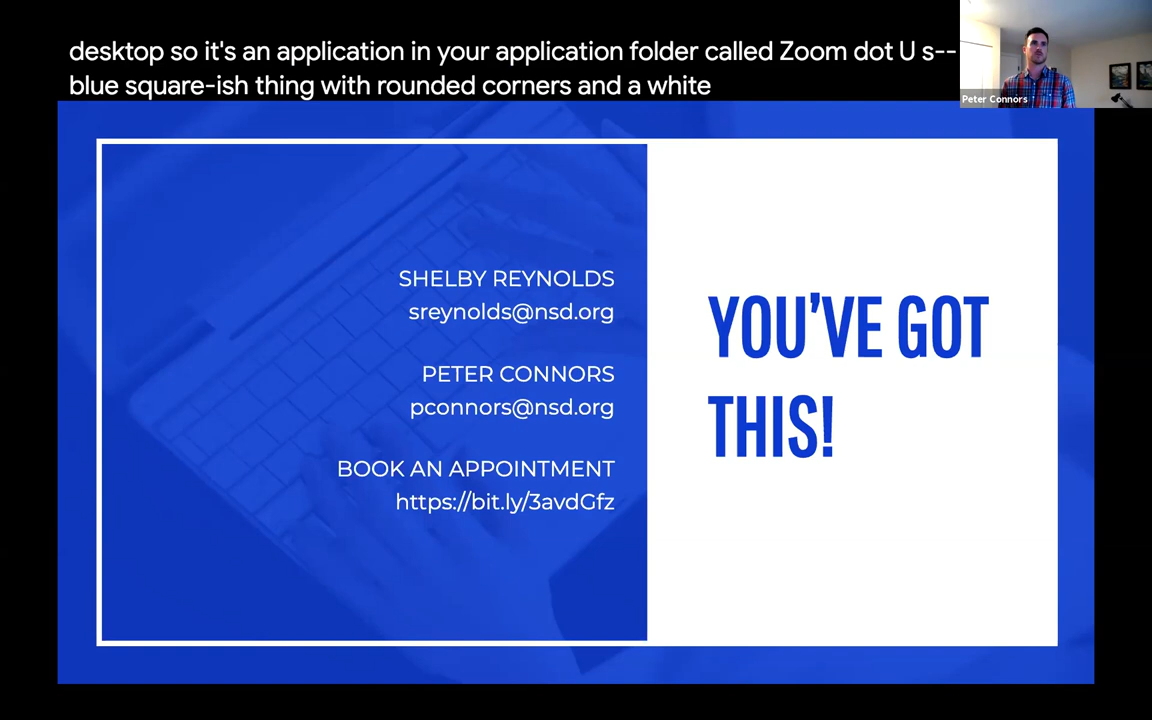 desktop so it's an application in your application folder called Zoom dot U s--
blue square-ish thing with rounded corners and a white
Peter Connors
SHELBY REYNOLDS
sreynolds@nsd.org
PETER CONNORS
pconnors@nsd.org
BOOK AN APPOINTMENT
https://bit.ly/3avdGfz
YOU'VE GOT
THIS!